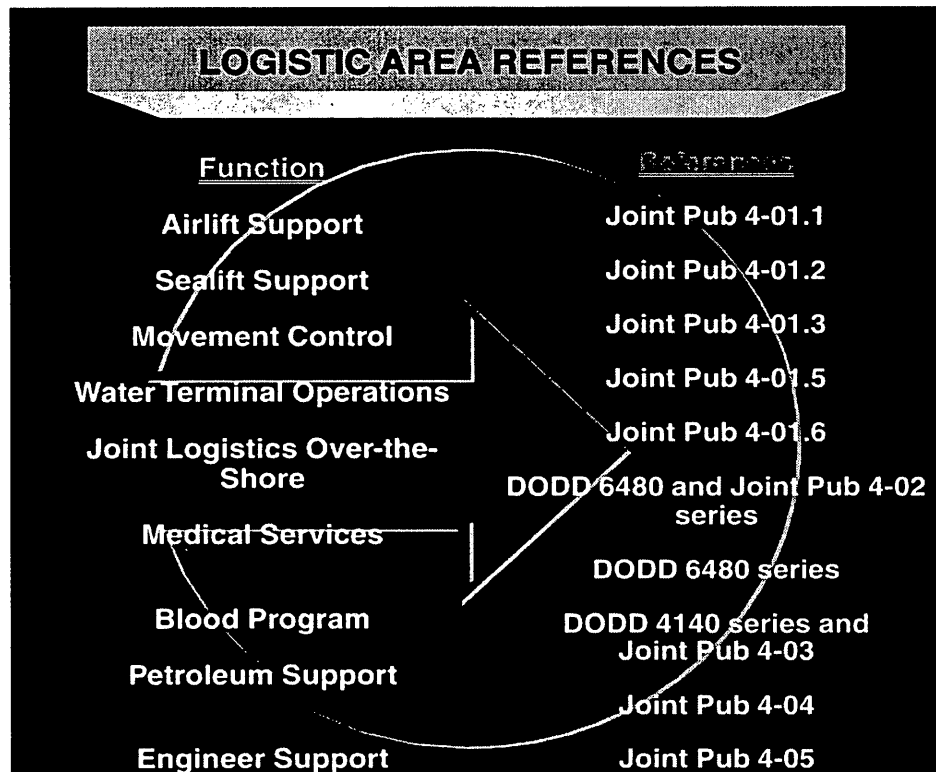 LOGISTIC AREA REFERENCES
Function
Airlift Support
Sealift Support
Movement Control
Water Terminal Operations
Joint Logistics Over-the-
Shore
Medical Services
Blood Program
Petroleum Support
Engineer Support
References
Joint Pub 4-01.1
Joint Pub 4-01.2
Joint Pub 4-01.3
Joint Pub 4-01.5
Joint Pub 4-01.6
DODD 6480 and Joint Pub 4-02
series
DODD 6480 series
DODD 4140 series and
Joint Pub 4-03
Joint Pub 4-04
Joint Pub 4-05